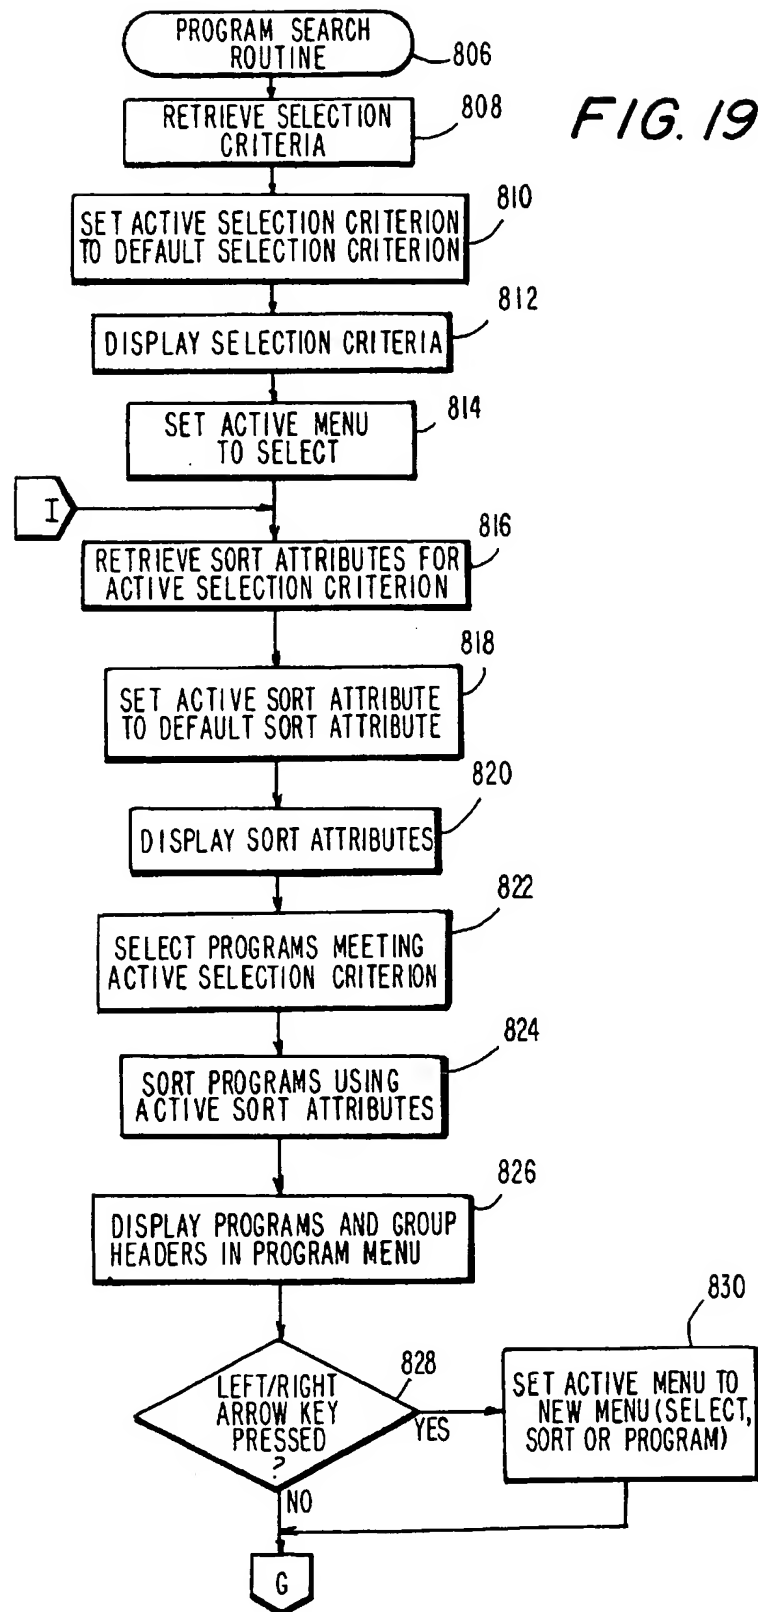 PROGRAM SEARCH
ROUTINE
806
FIG. 19
RETRIEVE SELECTION
CRITERIA
808
SET ACTIVE SELECTION CRITERION
TO DEFAULT SELECTION CRITERION
810
DISPLAY SELECTION CRITERIA
812
SET ACTIVE MENU
TO SELECT
814
I
RETRIEVE SORT ATTRIBUTES FOR
ACTIVE SELECTION CRITERION
816
SET ACTIVE SORT ATTRIBUTE
TO DEFAULT SORT ATTRIBUTE
818
DISPLAY SORT ATTRIBUTES
820
SELECT PROGRAMS MEETING
ACTIVE SELECTION CRITERION
822
SORT PROGRAMS USING
ACTIVE SORT ATTRIBUTES
824
DISPLAY PROGRAMS AND GROUP
HEADERS IN PROGRAM MENU
826
LEFT/RIGHT
ARROW KEY
PRESSED
?
828
YES
SET ACTIVE MENU TO
NEW MENU (SELECT,
SORT OR PROGRAM)
830
NO
G